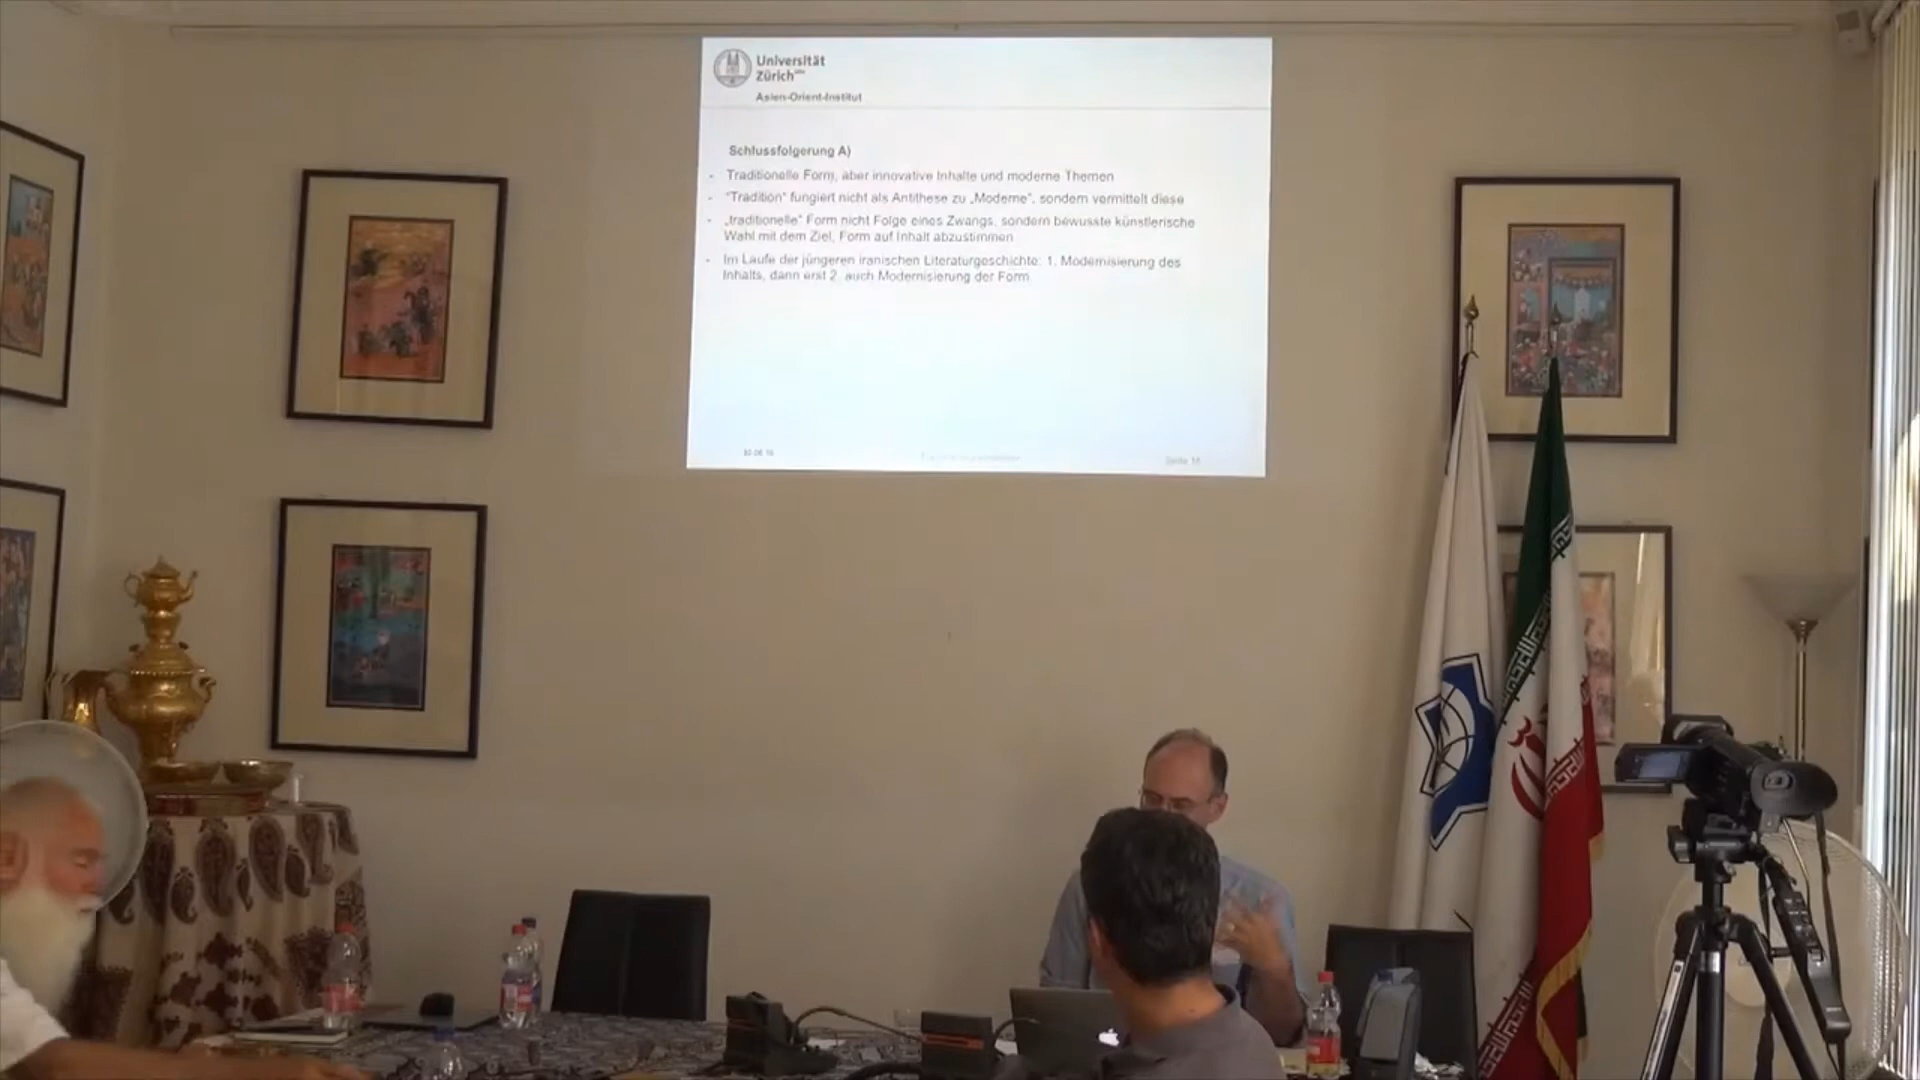 Universität
Zürich
Asien-Orient-Institut
Schlussfolgerung A)
- Traditionelle Form, aber innovative Inhalte und moderne Themen
- "Tradition" fungiert nicht als Antithese zu „Moderne", sondern vermittelt diese
- „traditionelle" Form nicht Folge eines Zwangs, sondern bewusste künstlerische
Wahl mit dem Ziel, Form auf Inhalt abzustimmen
- Im Laufe der jüngeren iranischen Literaturgeschichte: 1. Modernisierung des
Inhalts, dann erst 2. auch Modernisierung der Form
Seite